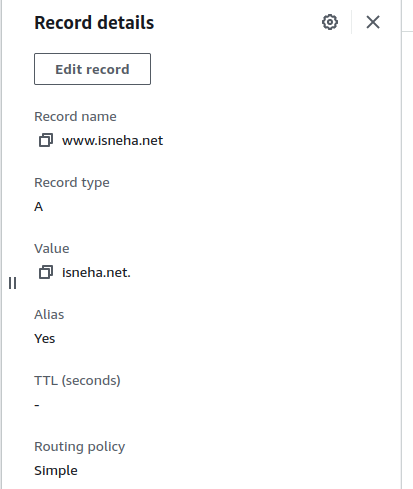 Record details
Edit record
Record name
www.isneha.net
Record type
A
Value
isneha.net.
Alias
Yes
TTL (seconds)
-
Routing policy
Simple